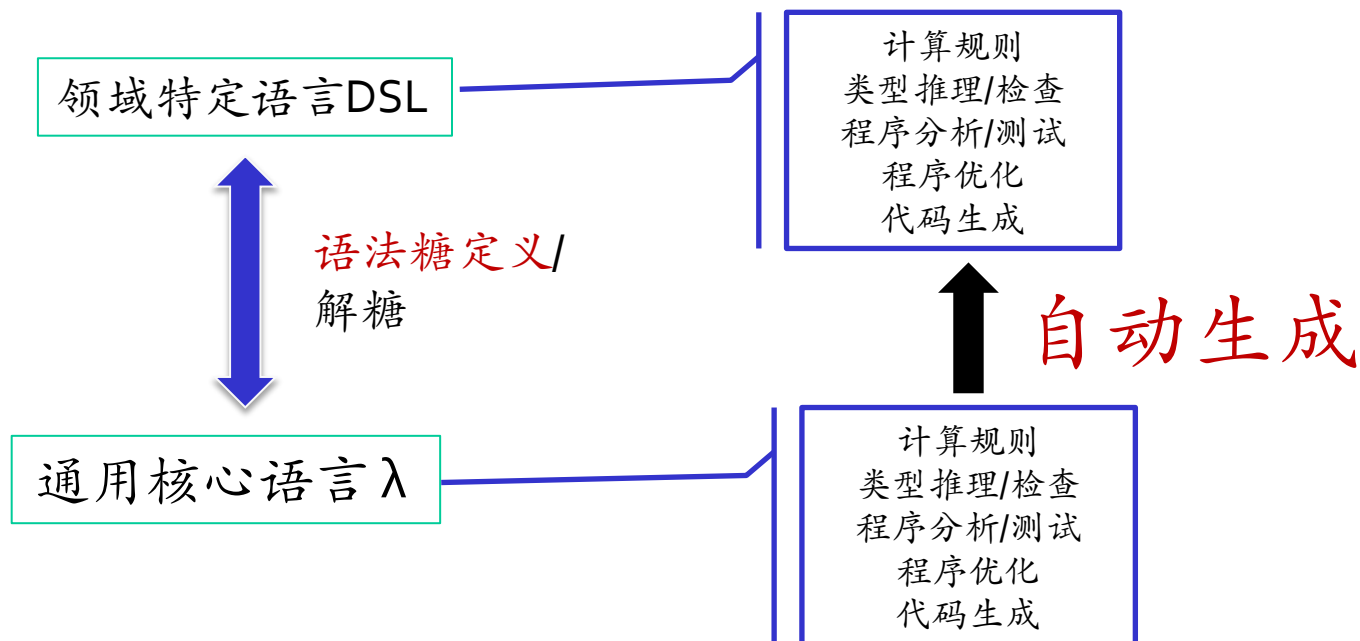 领域特定语言DSL
计算规则
类型推理/检查
程序分析/测试
程序优化
代码生成
语法糖定义/
解糖
自动生成
通用核心语言 λ
计算规则
类型推理/检查
程序分析/测试
程序优化
代码生成